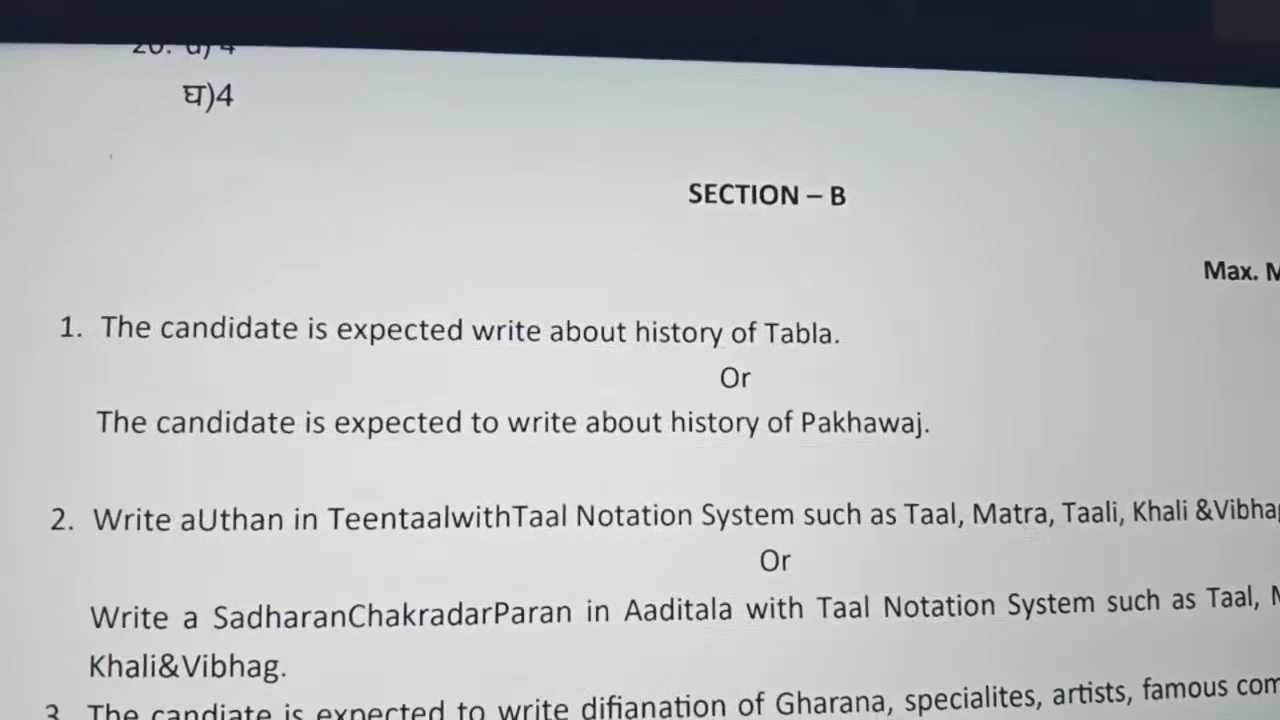 घ)4
SECTION – B
Max.
1. The candidate is expected write about history of Tabla.
Or
The candidate is expected to write about history of Pakhawaj.
2. Write aUthan in TeentaalwithTaal Notation System such as Taal, Matra, Taali, Khali &Vibhag
Or
Write a SadharanChakradarParan in Aaditala with Taal Notation System such as Taal,
Khali&Vibhag.
3. The candiate is expected to write difianation of Gharana, specialites, artists, famous